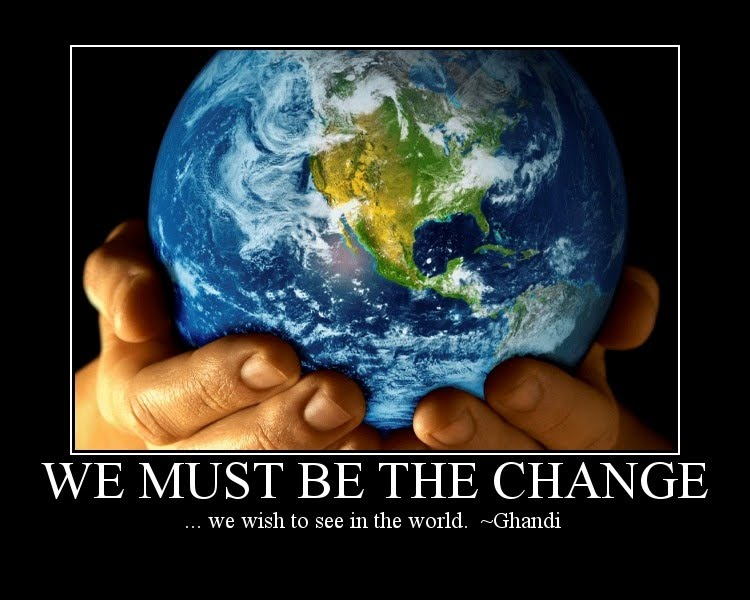 WE MUST BE THE CHANGE
... we wish to see in the world. ~Ghandi